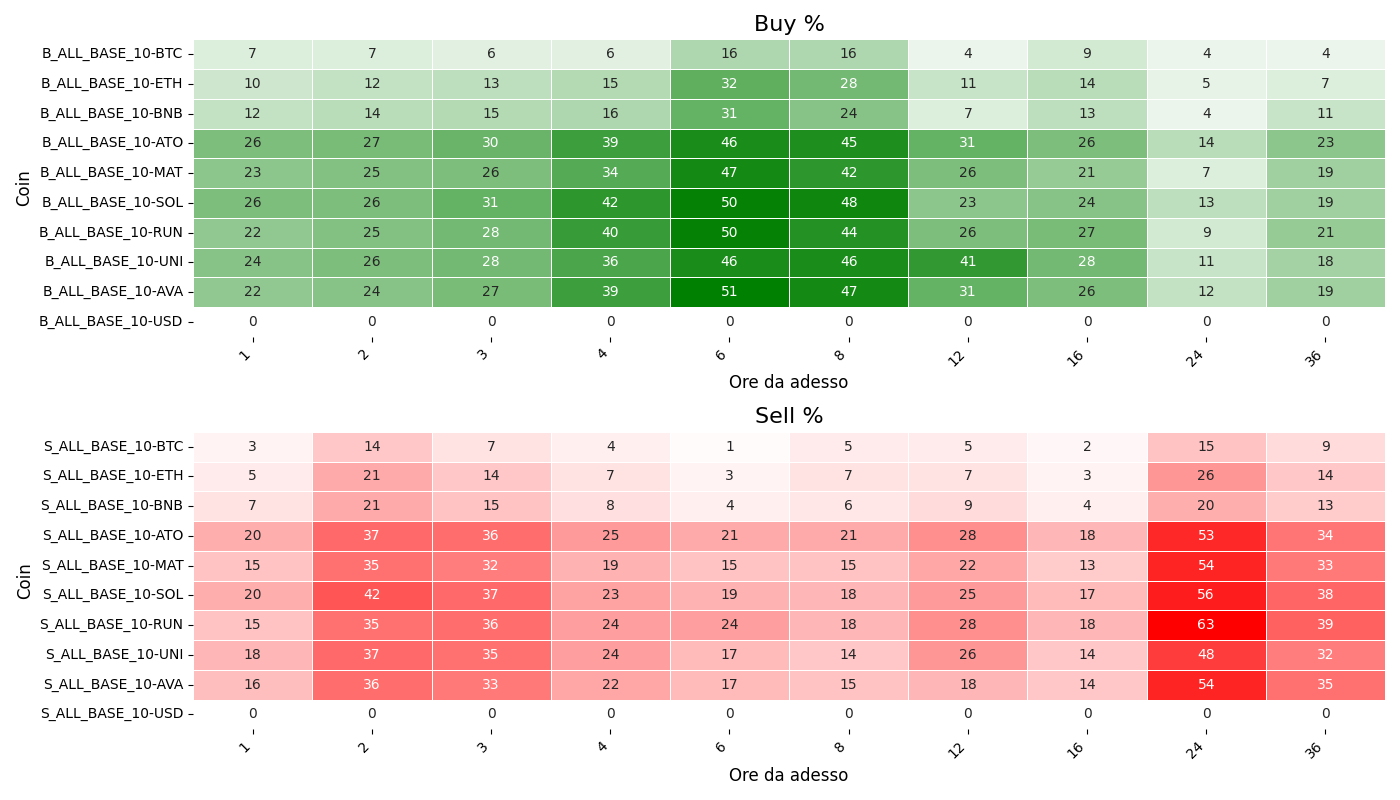 Buy %
Coin
B_ALL_BASE_10-BTC 7 7 6 6 16 16 4 9 4 4
B_ALL_BASE_10-ETH 10 12 13 15 32 28 11 14 5 7
B_ALL_BASE_10-BNB 12 14 15 16 31 24 7 13 4 11
B_ALL_BASE_10-ATO 26 27 30 39 46 45 31 26 14 23
B_ALL_BASE_10-MAT 23 25 26 34 47 42 26 21 7 19
B_ALL_BASE_10-SOL 26 26 31 42 50 48 23 24 13 19
B_ALL_BASE_10-RUN 22 25 28 40 50 44 26 27 9 21
B_ALL_BASE_10-UNI 24 26 28 36 46 46 41 28 11 18
B_ALL_BASE_10-AVA 22 24 27 39 51 47 31 26 12 19
B_ALL_BASE_10-USD 0 0 0 0 0 0 0 0 0 0
1 2 3 4 6 8 12 16 24 36
Ore da adesso
Sell %
Coin
S_ALL_BASE_10-BTC 3 14 7 4 1 5 5 2 15 9
S_ALL_BASE_10-ETH 5 21 14 7 3 7 7 3 26 14
S_ALL_BASE_10-BNB 7 21 15 8 4 6 9 4 20 13
S_ALL_BASE_10-ATO 20 37 36 25 21 21 28 18 53 34
S_ALL_BASE_10-MAT 15 35 32 19 15 15 22 13 54 33
S_ALL_BASE_10-SOL 20 42 37 23 19 18 25 17 56 38
S_ALL_BASE_10-RUN 15 35 36 24 24 18 28 18 63 39
S_ALL_BASE_10-UNI 18 37 35 24 17 14 26 14 48 32
S_ALL_BASE_10-AVA 16 36 33 22 17 15 18 14 54 35
S_ALL_BASE_10-USD 0 0 0 0 0 0 0 0 0 0
1 2 3 4 6 8 12 16 24 36
Ore da adesso